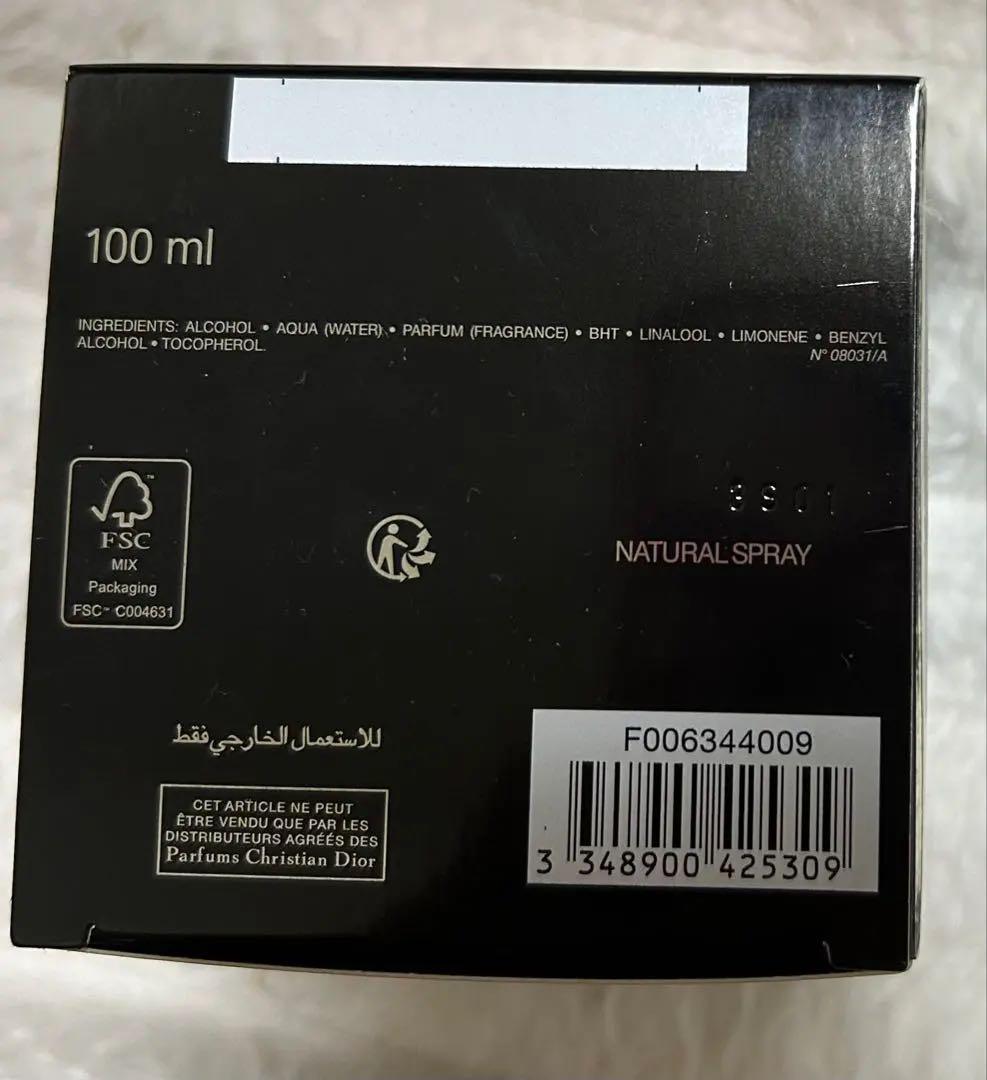 100 ml
INGREDIENTS: ALCOHOL • AQUA (WATER) • PARFUM (FRAGRANCE) • BHT • LINALOOL • LIMONENE • BENZYL
ALCOHOL • TOCOPHEROL.
N° 08031/A
FSC
MIX
Packaging
FSC™ C004631
NATURAL SPRAY
للاستعمال الخارجي فقط
CET ARTICLE NE PEUT
ÊTRE VENDU QUE PAR LES
DISTRIBUTEURS AGRÉÉS DES
Parfums Christian Dior
F006344009
3 348900 425309